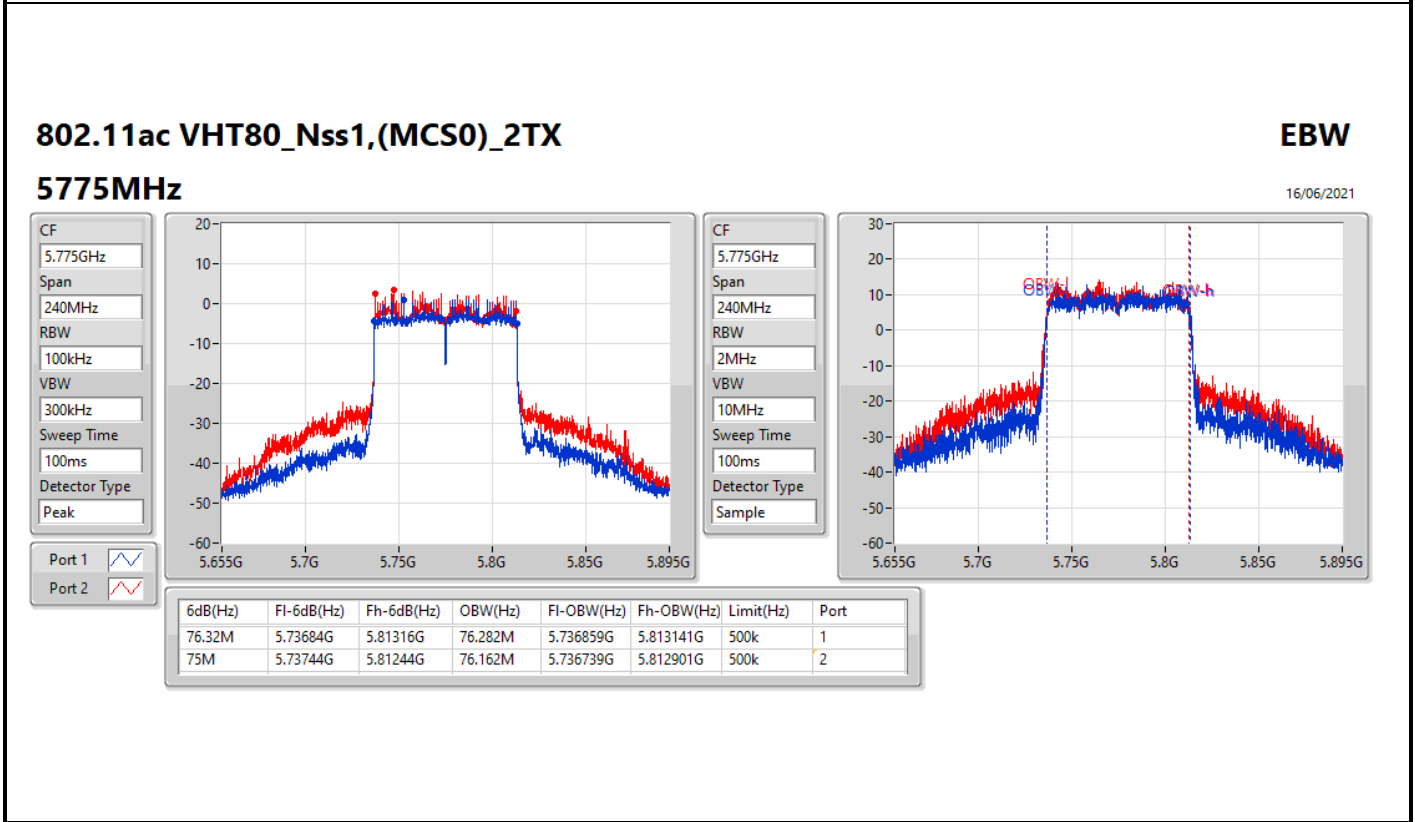 802.11ac VHT80_Nss1,(MCS0)_2TX
EBW
5775MHz
16/06/2021
CF
5.775GHz
Span
240MHz
RBW
100kHz
VBW
300kHz
Sweep Time
100ms
Detector Type
Peak
Port 1
Port 2
20
10
0
-10
-20
-30
-40
-50
-60
5.655G 5.7G 5.75G 5.8G 5.85G 5.895G
CF
5.775GHz
Span
240MHz
RBW
2MHz
VBW
10MHz
Sweep Time
100ms
Detector Type
Sample
30
20
10
0
-10
-20
-30
-40
-50
-60
OBW-h
5.655G 5.7G 5.75G 5.8G 5.85G 5.895G
6dB(Hz) Fl-6dB(Hz) Fh-6dB(Hz) OBW(Hz) Fl-OBW(Hz) Fh-OBW(Hz) Limit(Hz) Port
76.32M 5.73684G 5.81316G 76.282M 5.736859G 5.813141G 500k 1
75M 5.73744G 5.81244G 76.162M 5.736739G 5.812901G 500k 2